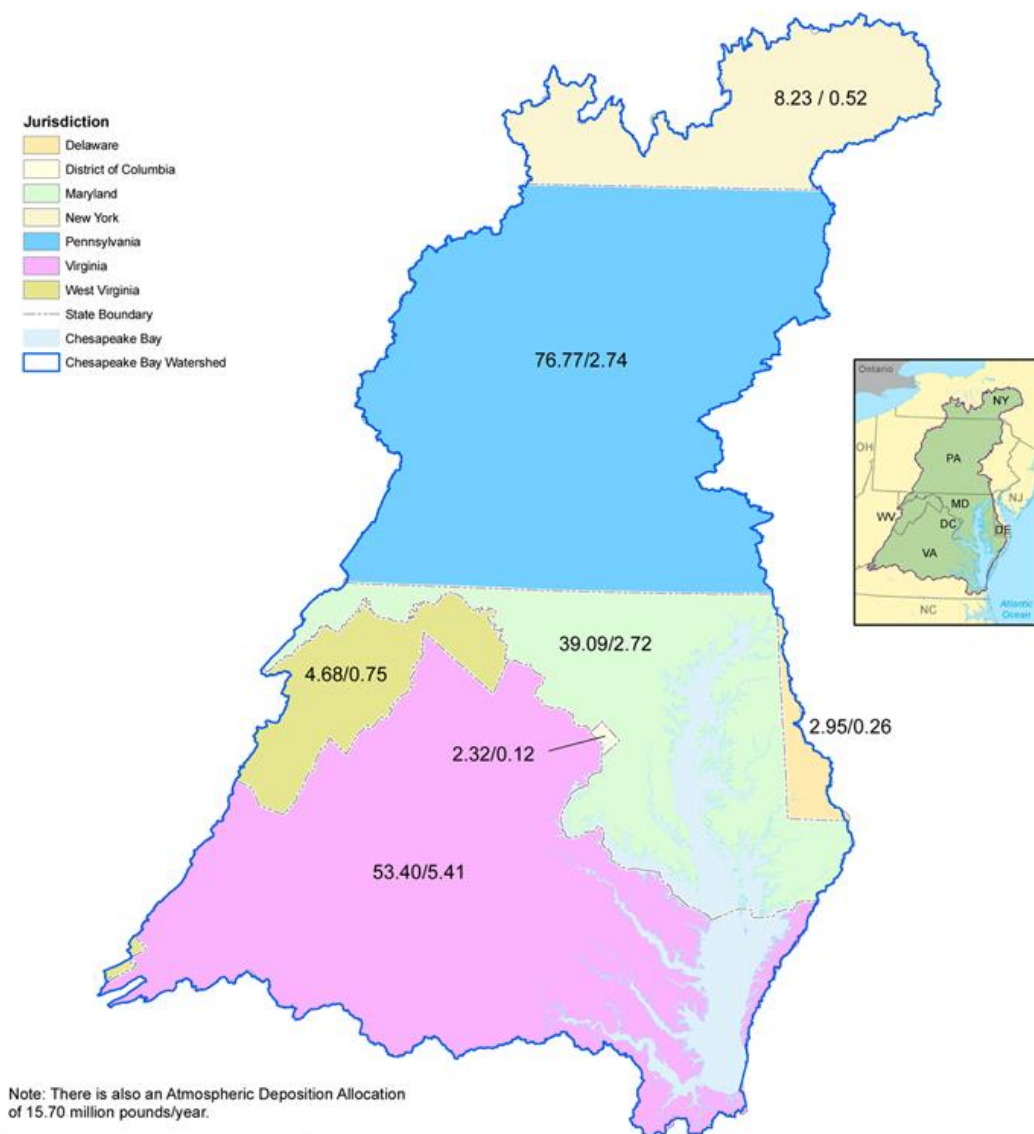 8.23 / 0.52
Jurisdiction
Delaware
District of Columbia
Maryland
New York
Pennsylvania
Virginia
West Virginia
State Boundary
Chesapeake Bay
Chesapeake Bay Watershed
76.77/2.74
Ontario
NY
OH
PA
NJ
MD
WV
DC
DE
VA
NC
Atlantic
Ocean
39.09/2.72
4.68/0.75
2.95/0.26
2.32/0.12
53.40/5.41
Note: There is also an Atmospheric Deposition Allocation
of 15.70 million pounds/year.